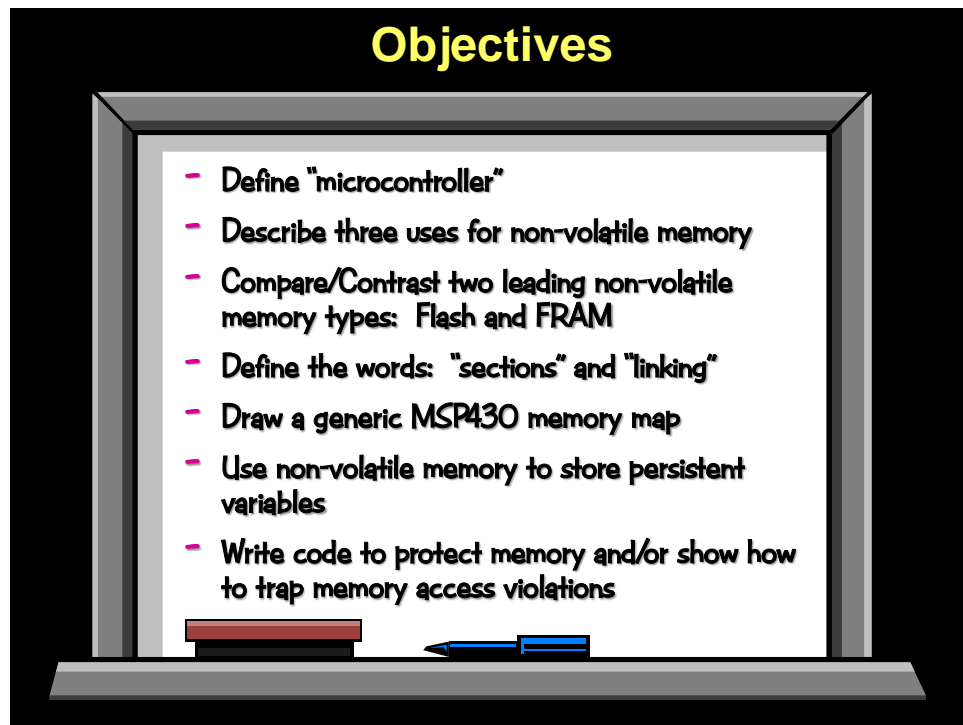 Objectives
- Define "microcontroller"
- Describe three uses for non-volatile memory
- Compare/Contrast two leading non-volatile
memory types: Flash and FRAM
- Define the words: "sections" and "linking"
- Draw a generic MSP430 memory map
- Use non-volatile memory to store persistent
variables
- Write code to protect memory and/or show how
to trap memory access violations